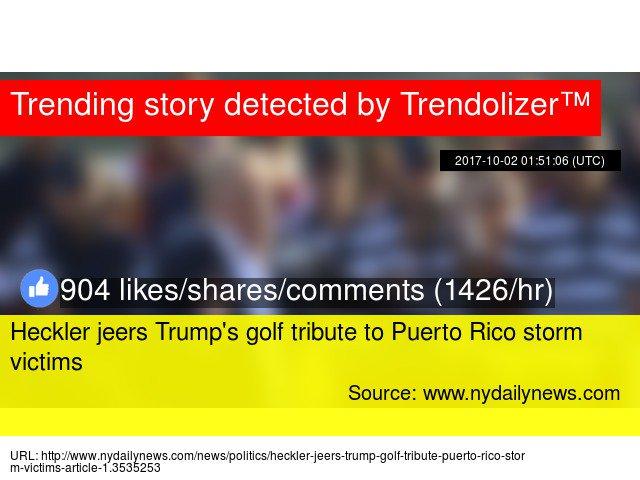 Trending story detected by Trendolizer™
2017-10-02 01:51:06 (UTC)
904 likes/shares/comments (1426/hr)
Heckler jeers Trump's golf tribute to Puerto Rico storm
victims
Source: www.nydailynews.com
URL: http://www.nydailynews.com/news/politics/heckler-jeers-trump-golf-tribute-puerto-rico-stor
m-victims-article-1.3535253